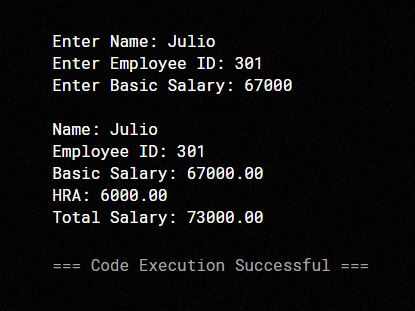 Enter Name: Julio
Enter Employee ID: 301
Enter Basic Salary: 67000
Name: Julio
Employee ID: 301
Basic Salary: 67000.00
HRA: 6000.00
Total Salary: 73000.00
=== Code Execution Successful ===